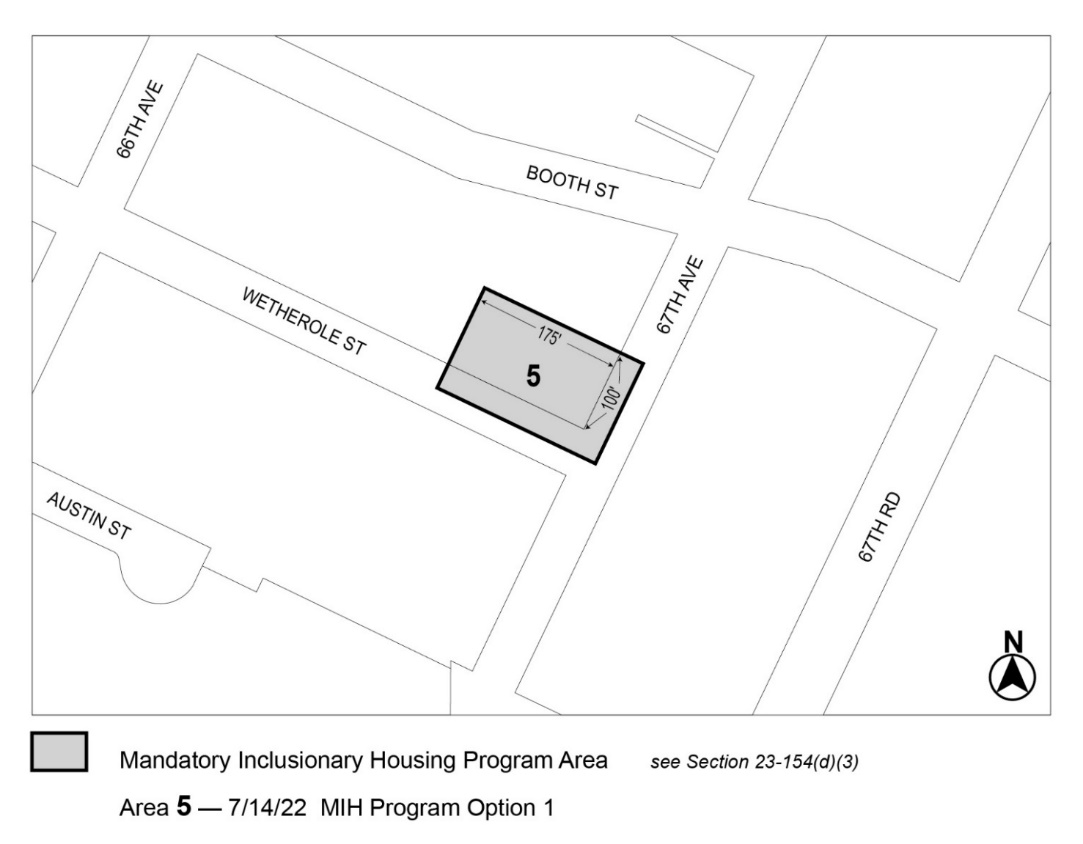 66TH AVE
BOOTH ST
67TH AVE
WETHEROLE ST
175'
5
100'
AUSTIN ST
67TH RD
N
Mandatory Inclusionary Housing Program Area see Section 23-154(d)(3)
Area 5 — 7/14/22 MIH Program Option 1